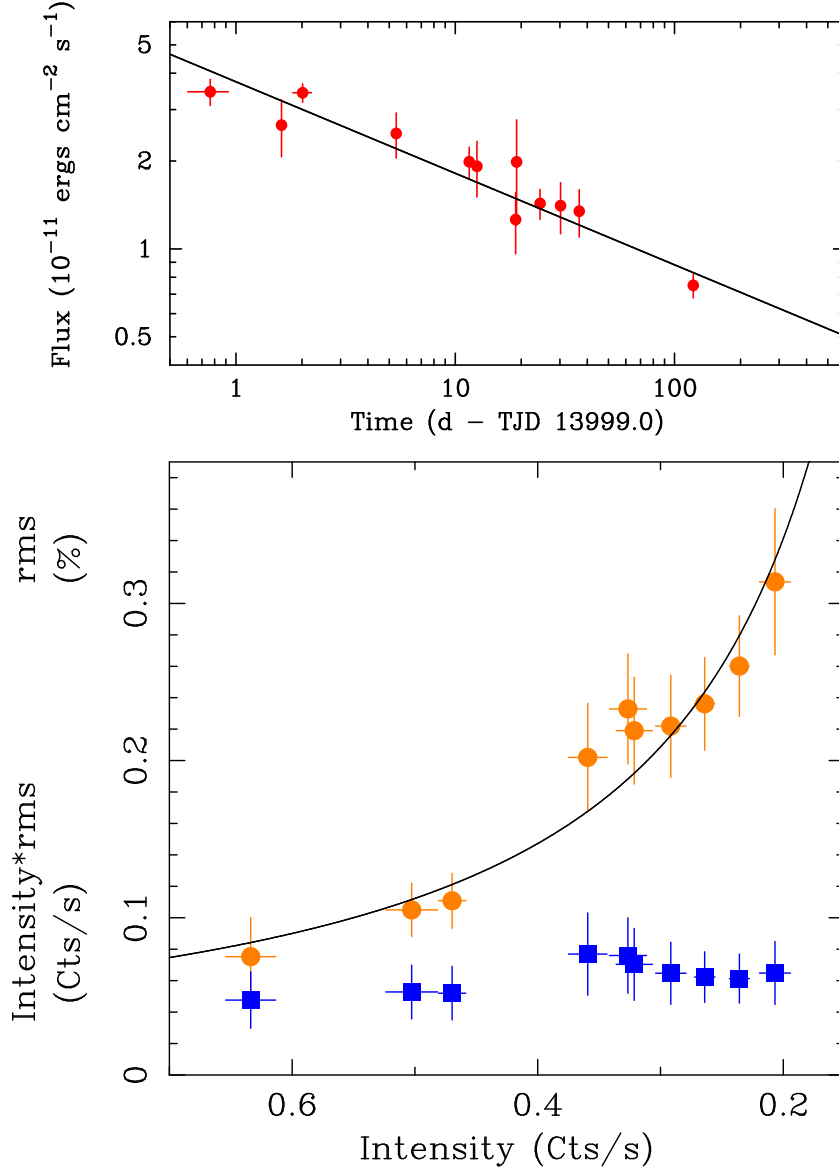 Flux (10⁻¹¹ ergs cm⁻² s⁻¹)
5
2
1
0.5
1 10 100
Time (d − TJD 13999.0)
rms
(%)
Intensity*rms
(Cts/s)
0.3
0.2
0.1
0
0.6 0.4 0.2
Intensity (Cts/s)